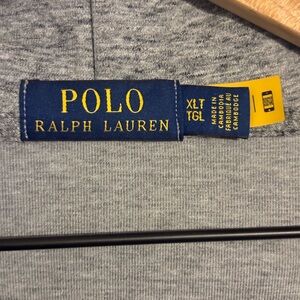 POLO
RALPH LAUREN
XLT
TGL
MADE IN
CAMBODIA
FABRIQUÉ AU
CAMBODGE